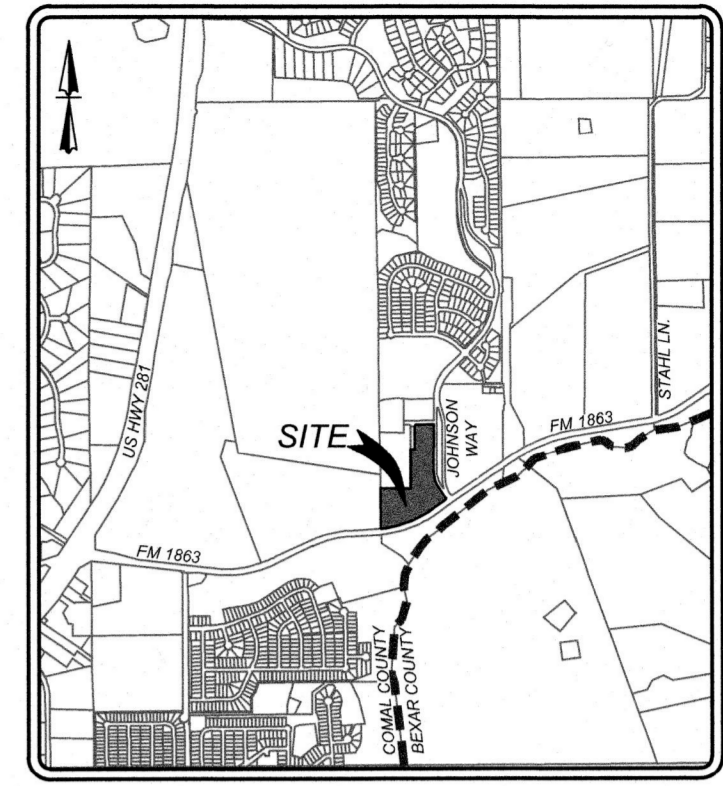 US HWY 281
STAHL LN.
SITE
JOHNSON
WAY
FM 1863
FM 1863
COMAL COUNTY
BEXAR COUNTY